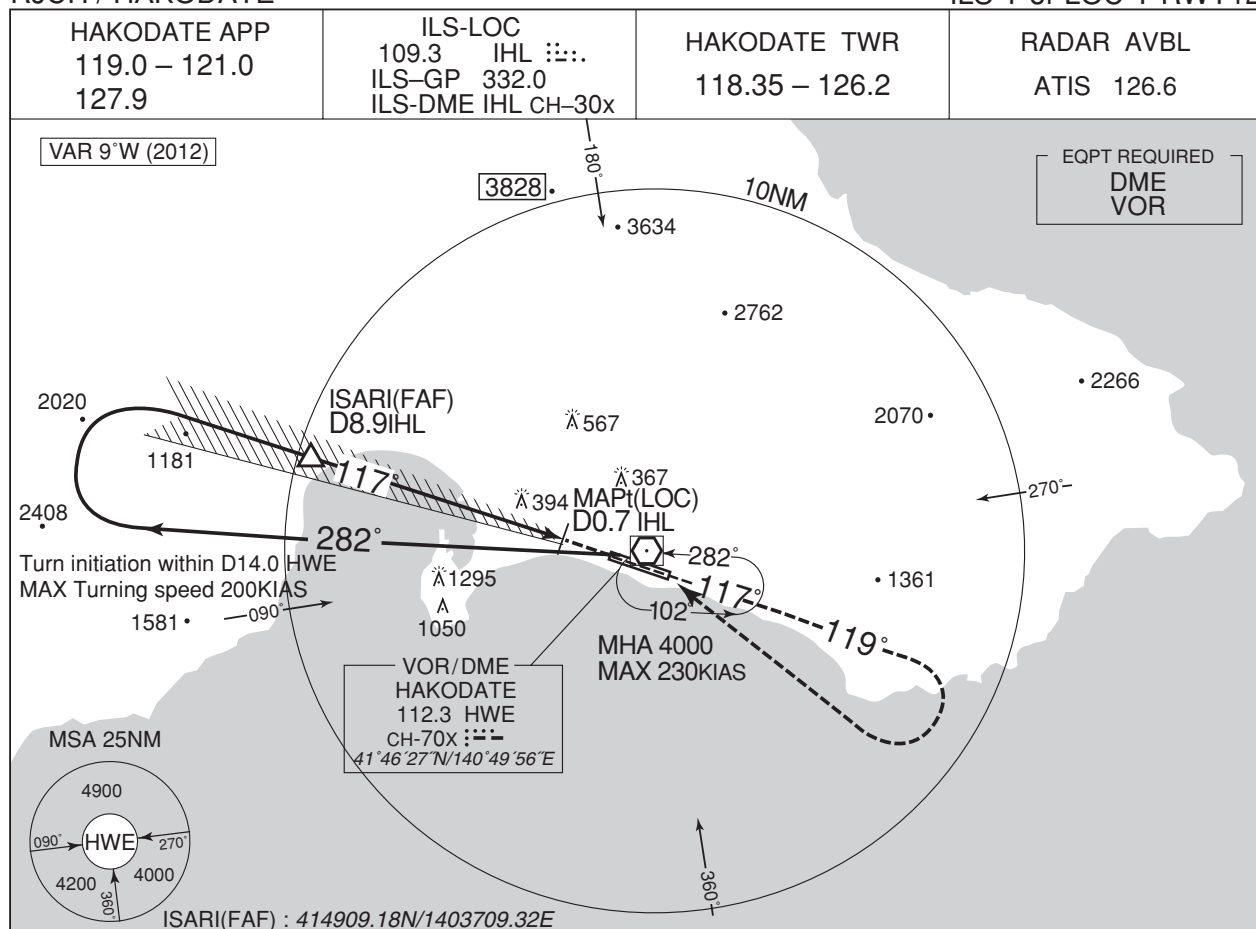 HAKODATE APP
119.0 – 121.0
127.9
ILS-LOC
109.3 IHL
ILS–GP 332.0
ILS-DME IHL CH–30x
HAKODATE TWR
118.35 – 126.2
RADAR AVBL
ATIS 126.6
VAR 9°W (2012)
EQPT REQUIRED
DME
VOR
180°
3828
10NM
3634
2762
2266
2020
ISARI(FAF)
D8.9IHL
567
2070
1181
117°
367
394
MAPt(LOC)
D0.7 IHL
270°
2408
282°
282°
Turn initiation within D14.0 HWE
MAX Turning speed 200KIAS
1295
117°
1361
1581
090°
1050
102°
119°
MHA 4000
MAX 230KIAS
VOR/DME
HAKODATE
112.3 HWE
CH-70X
41°46´27˝N/140°49´56˝E
MSA 25NM
4900
090°
HWE
270°
4200
4000
360°
360°
ISARI(FAF) : 414909.18N/1403709.32E